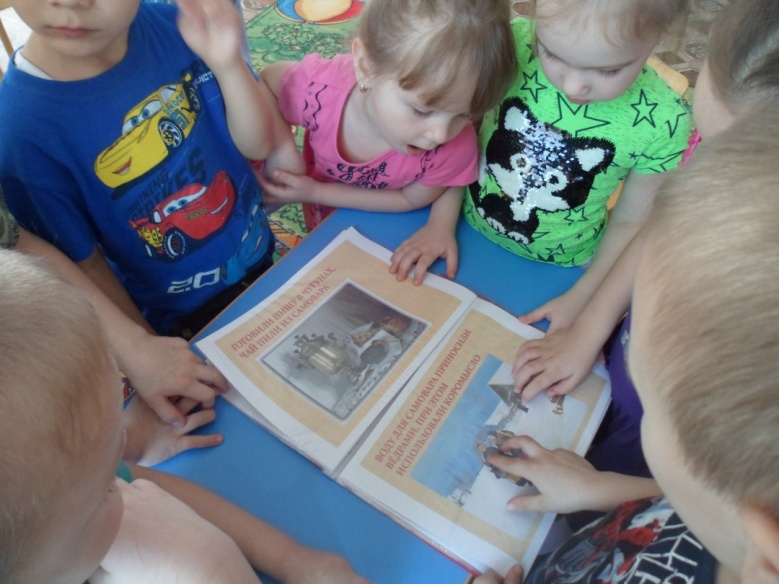 ГОТОВИЛИ ПИЩУ В ЧУГУНАХ,
ЧАЙ ПИЛИ ИЗ САМОВАРА
ВОДУ ДЛЯ САМОВАРА ПРИНОСИЛИ
ВЕДРАМИ, ПРИ ЭТОМ
ИСПОЛЬЗОВАЛИ КОРОМЫСЛО